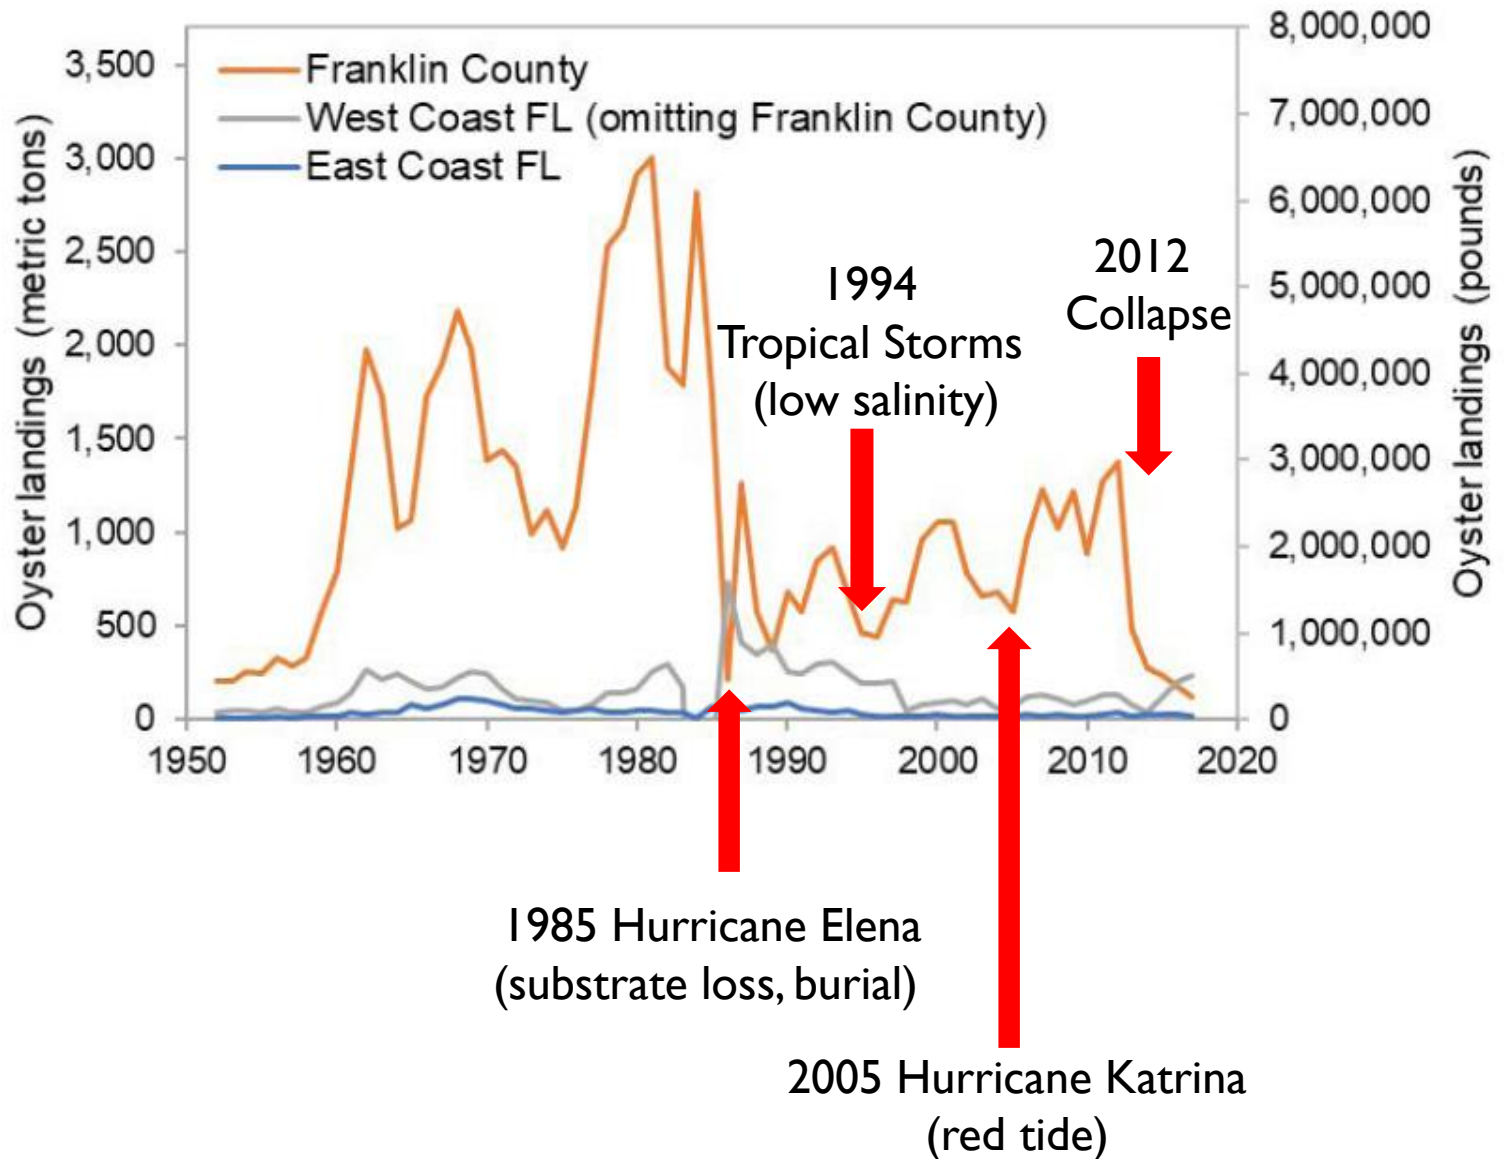 Oyster landings (metric tons)
3,500
3,000
2,500
2,000
1,500
1,000
500
0
Franklin County
West Coast FL (omitting Franklin County)
East Coast FL
1994
Tropical Storms
(low salinity)
2012
Collapse
8,000,000
7,000,000
6,000,000
5,000,000
4,000,000
3,000,000
2,000,000
1,000,000
0
Oyster landings (pounds)
1950
1960
1970
1980
1990
2000
2010
2020
1985 Hurricane Elena
(substrate loss, burial)
2005 Hurricane Katrina
(red tide)